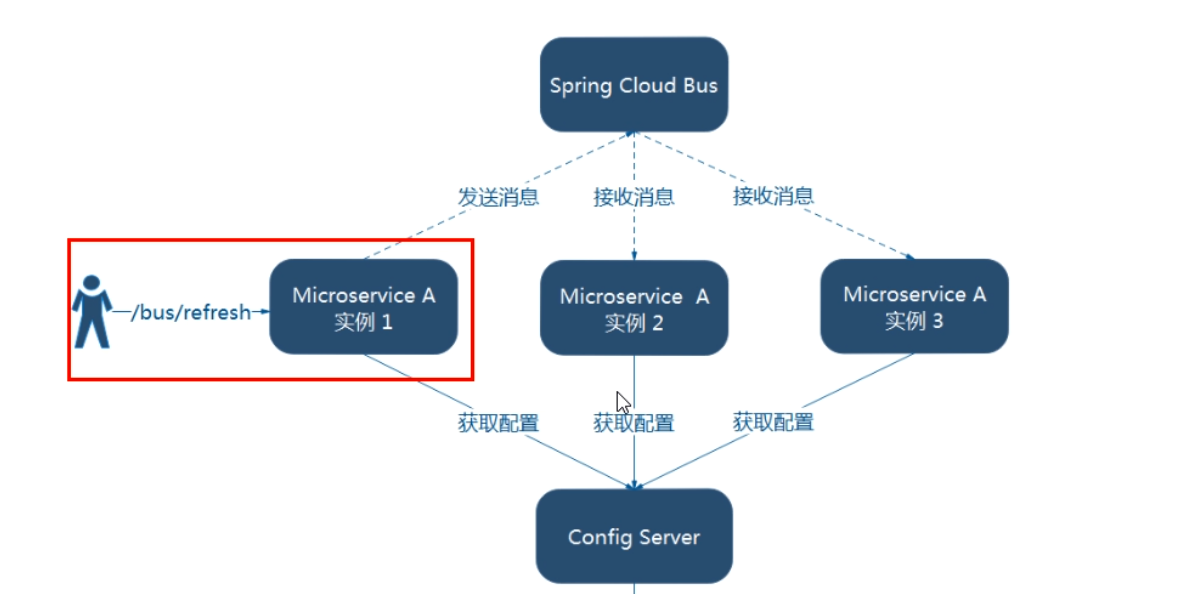 Spring Cloud Bus
发送消息
接收消息
接收消息
/bus/refresh
Microservice A
实例 1
Microservice A
实例 2
Microservice A
实例 3
获取配置
获取配置
获取配置
Config Server